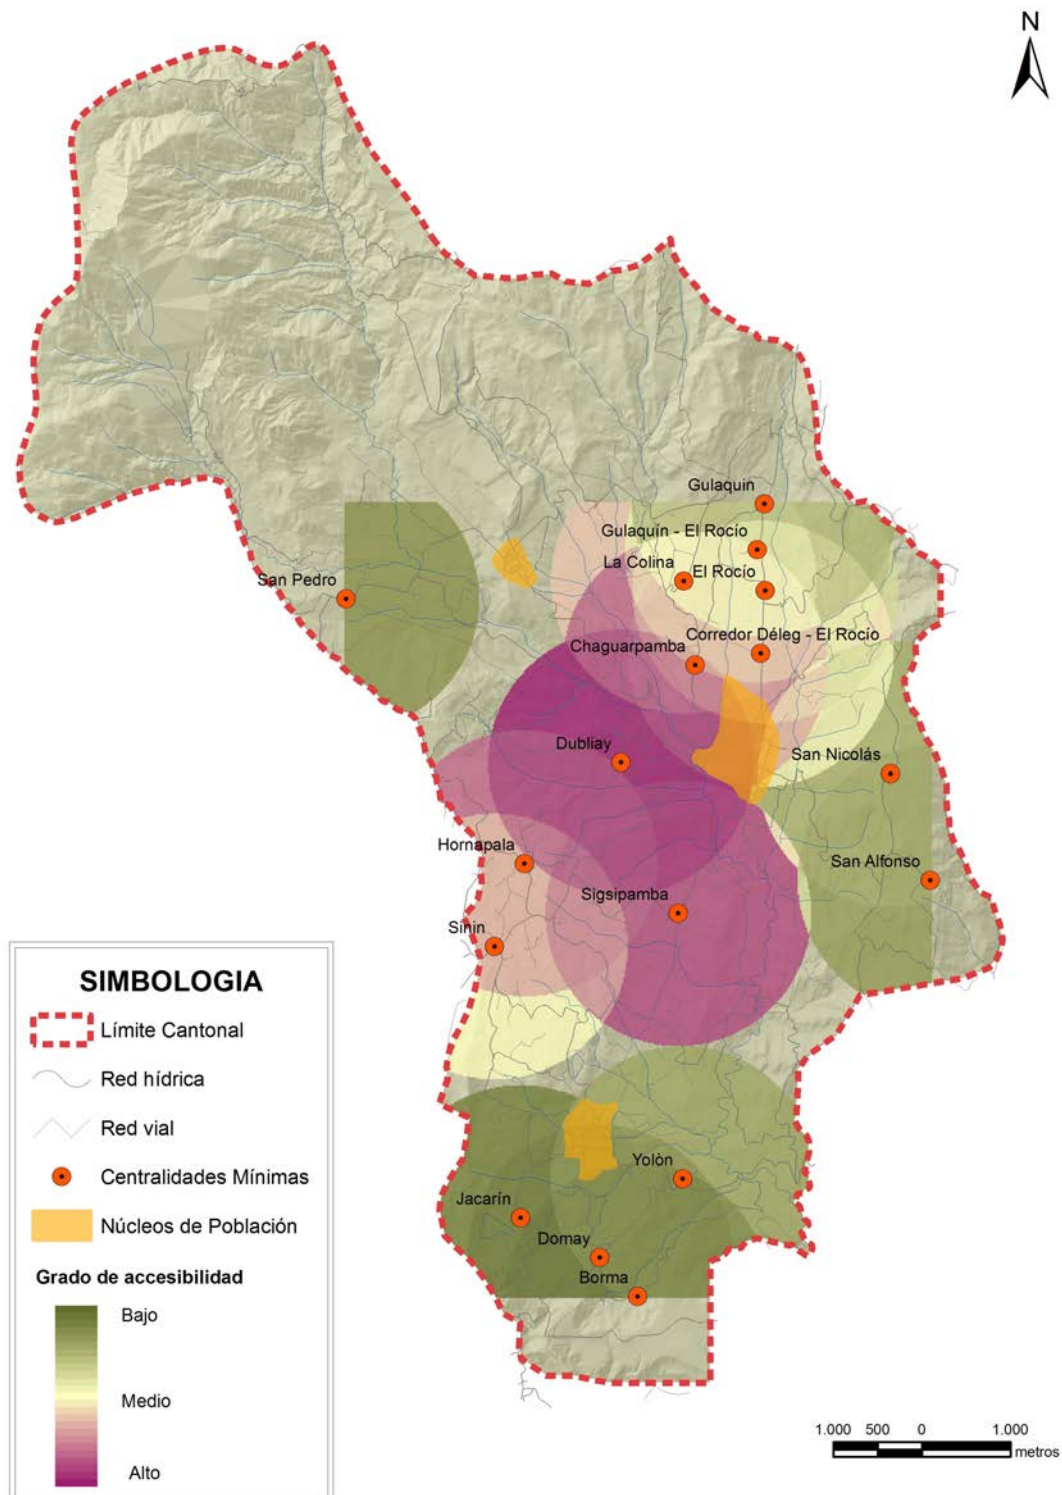 N
Gulaquin
Gulaquín - El Rocío
La Colina
El Rocío
San Pedro
Corredor Déleg - El Rocío
Chaguarpamba
Dubliay
San Nicolás
Hornapala
San Alfonso
Sigsipamba
Sinin
SIMBOLOGIA
Límite Cantonal
Red hídrica
Red vial
Centralidades Mínimas
Núcleos de Población
Grado de accesibilidad
Bajo
Medio
Alto
Yolòn
Jacarín
Domay
Borma
1.000 500 0 1.000
metros